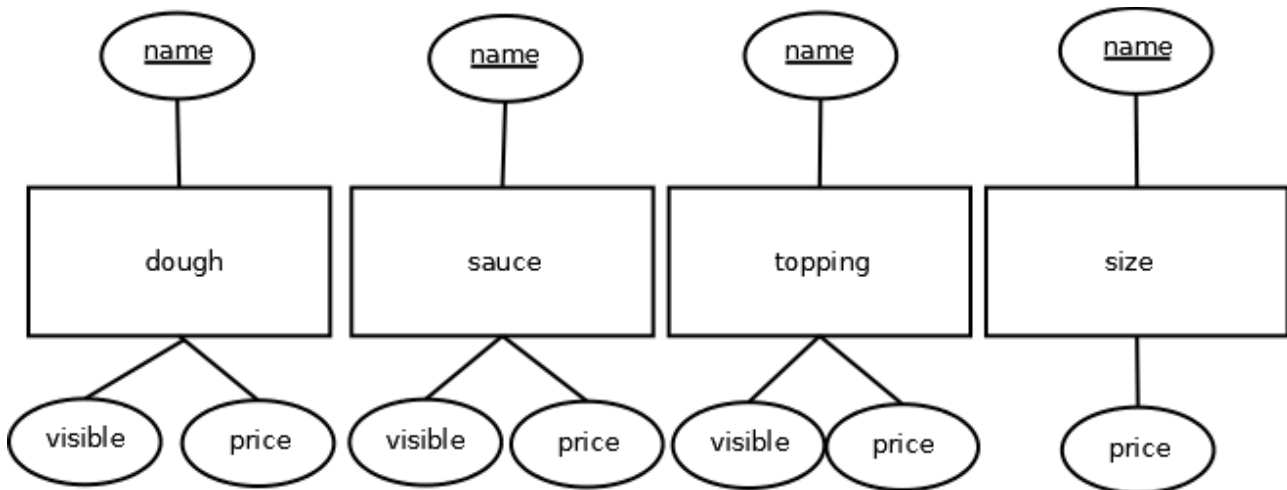 name
name
name
name
dough
sauce
topping
size
visible
price
visible
price
visible
price
price